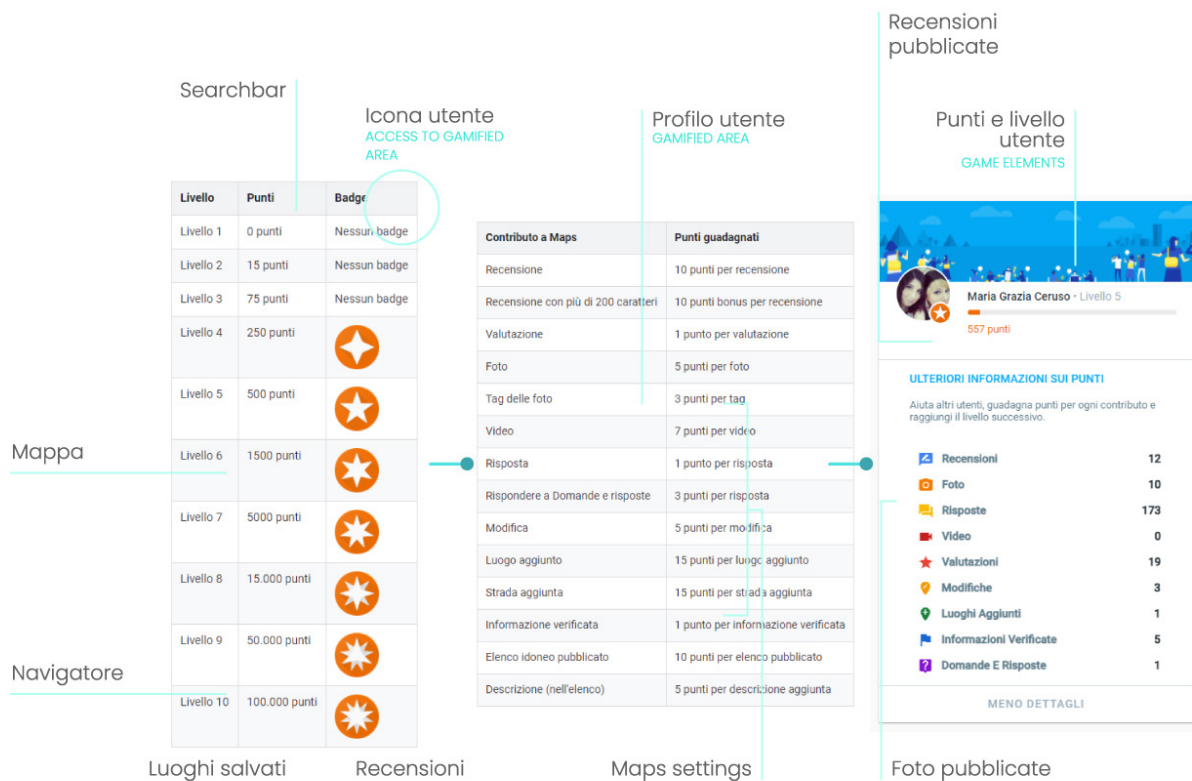 Recensioni
pubblicate
Searchbar
Icona utente
ACCESS TO GAMIFIED
AREA
Profilo utente
GAMIFIED AREA
Punti e livello
utente
GAME ELEMENTS
Livello Punti Badge
Livello 1 0 punti Nessun badge
Livello 2 15 punti Nessun badge
Livello 3 75 punti Nessun badge
Livello 4 250 punti
Livello 5 500 punti
Livello 6 1500 punti
Livello 7 5000 punti
Livello 8 15.000 punti
Livello 9 50.000 punti
Livello 10 100.000 punti
Mappa
Navigatore
Contributo a Maps Punti guadagnati
Recensione 10 punti per recensione
Recensione con più di 200 caratteri 10 punti bonus per recensione
Valutazione 1 punto per valutazione
Foto 5 punti per foto
Tag delle foto 3 punti per tag
Video 7 punti per video
Risposta 1 punto per risposta
Rispondere a Domande e risposte 3 punti per risposta
Modifica 5 punti per modifica
Luogo aggiunto 15 punti per luogo aggiunto
Strada aggiunta 15 punti per strada aggiunta
Informazione verificata 1 punto per informazione verificata
Elenco idoneo pubblicato 10 punti per elenco pubblicato
Descrizione (nell'elenco) 5 punti per descrizione aggiunta
Maria Grazia Ceruso • Livello 5
557 punti
ULTERIORI INFORMAZIONI SUI PUNTI
Aiuta altri utenti, guadagna punti per ogni contributo e
raggiungi il livello successivo.
Recensioni 12
Foto 10
Risposte 173
Video 0
Valutazioni 19
Modifiche 3
Luoghi Aggiunti 1
Informazioni Verificate 5
Domande E Risposte 1
MENO DETTAGLI
Luoghi salvati
Recensioni
Maps settings
Foto pubblicate